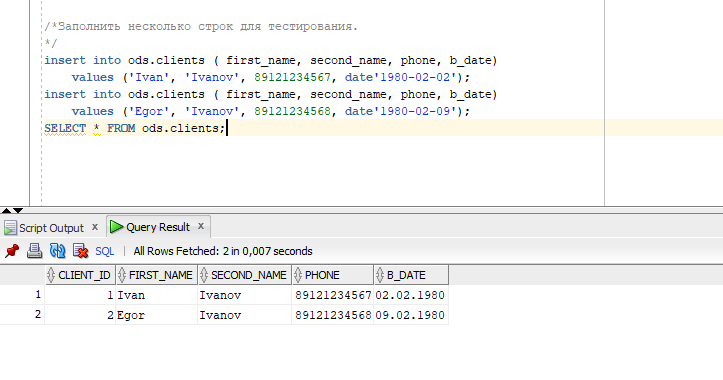 /*Заполнить несколько строк для тестирования.
*/
insert into ods.clients ( first_name, second_name, phone, b_date)
values ('Ivan', 'Ivanov', 89121234567, date'1980-02-02');
insert into ods.clients ( first_name, second_name, phone, b_date)
values ('Egor', 'Ivanov', 89121234568, date'1980-02-09');
SELECT * FROM ods.clients;
Script Output x Query Result x
SQL | All Rows Fetched: 2 in 0,007 seconds
CLIENT_ID FIRST_NAME SECOND_NAME PHONE B_DATE
1 1 Ivan Ivanov 89121234567 02.02.1980
2 2 Egor Ivanov 89121234568 09.02.1980